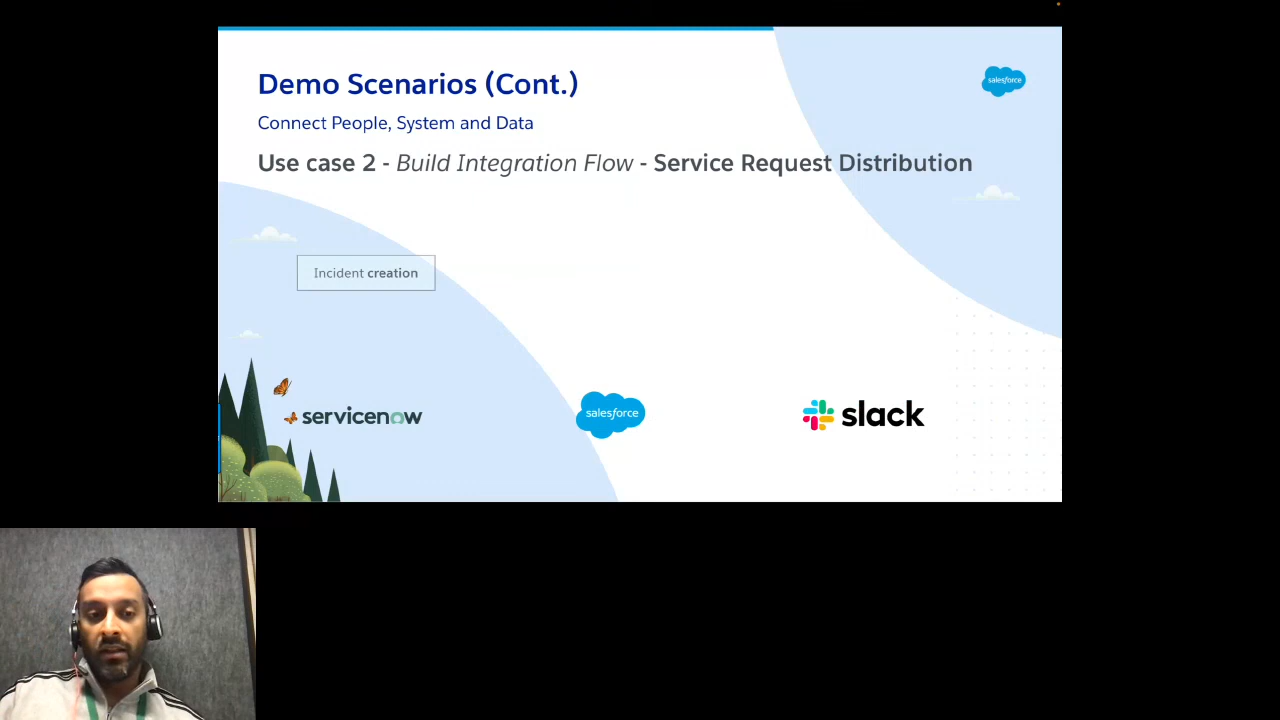 Demo Scenarios (Cont.)
salesforce
Connect People, System and Data
Use case 2 - Build Integration Flow - Service Request Distribution
Incident creation
servicenow
salesforce
slack